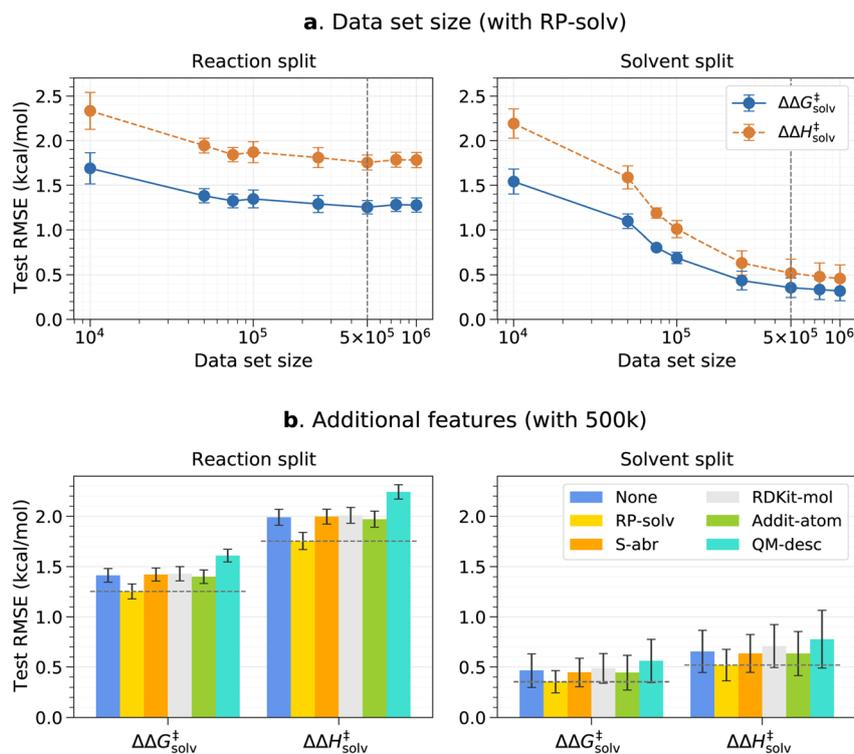 a. Data set size (with RP-solv)
Reaction split
Solvent split
Test RMSE (kcal/mol)
2.5
2.0
1.5
1.0
0.5
0.0
10⁴
10⁵
5×10⁵
10⁶
Data set size
2.5
2.0
1.5
1.0
0.5
0.0
10⁴
10⁵
5×10⁵
10⁶
Data set size
ΔΔG‡solv
ΔΔH‡solv
b. Additional features (with 500k)
Reaction split
Solvent split
Test RMSE (kcal/mol)
2.0
1.5
1.0
0.5
0.0
ΔΔG‡solv
ΔΔH‡solv
2.0
1.5
1.0
0.5
0.0
ΔΔG‡solv
ΔΔH‡solv
None
RP-solv
S-abr
RDKit-mol
Addit-atom
QM-desc